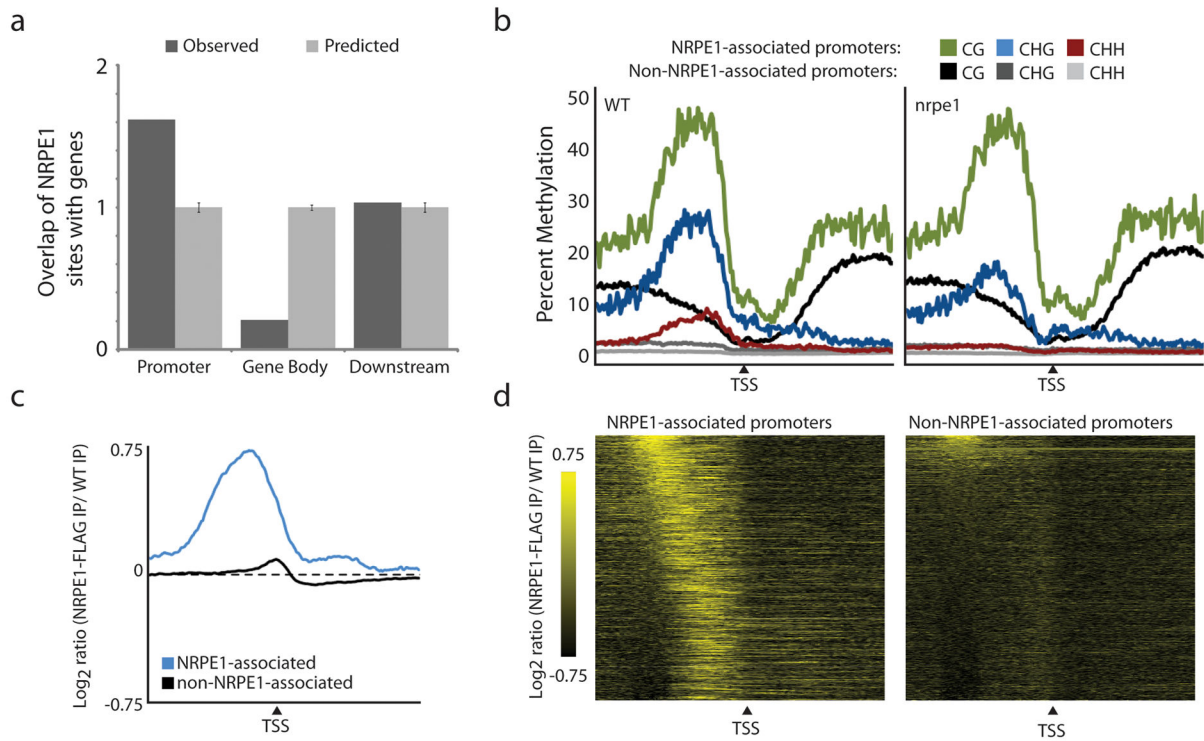 a
Observed
Predicted
Overlap of NRPE1
sites with genes
2
1
0
Promoter
Gene Body
Downstream
b
NRPE1-associated promoters:
CG
CHG
CHH
Non-NRPE1-associated promoters:
CG
CHG
CHH
Percent Methylation
50
40
30
20
10
0
WT
TSS
nrpe1
TSS
c
Log2 ratio (NRPE1-FLAG IP/ WT IP)
0.75
0
-0.75
NRPE1-associated
non-NRPE1-associated
TSS
d
NRPE1-associated promoters
Non-NRPE1-associated promoters
Log2 ratio (NRPE1-FLAG IP/ WT IP)
0.75
-0.75
TSS
TSS